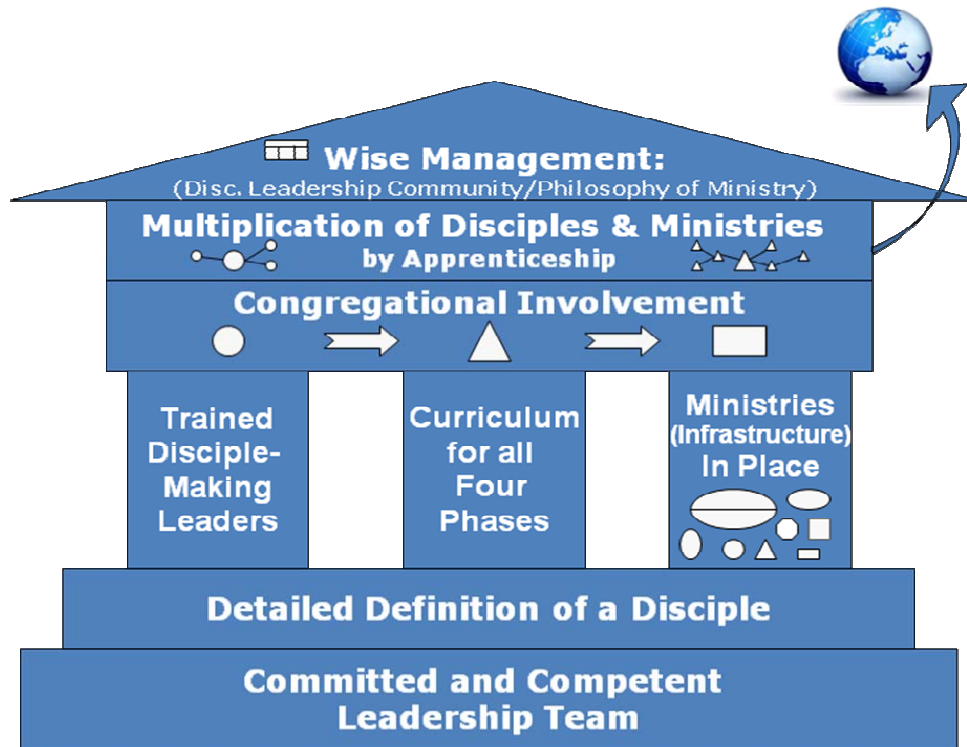 Wise Management:
(Disc. Leadership Community/Philosophy of Ministry)
Multiplication of Disciples & Ministries
by Apprenticeship
Congregational Involvement
Trained
Disciple-
Making
Leaders
Curriculum
for all
Four
Phases
Ministries
(Infrastructure)
In Place
Detailed Definition of a Disciple
Committed and Competent
Leadership Team